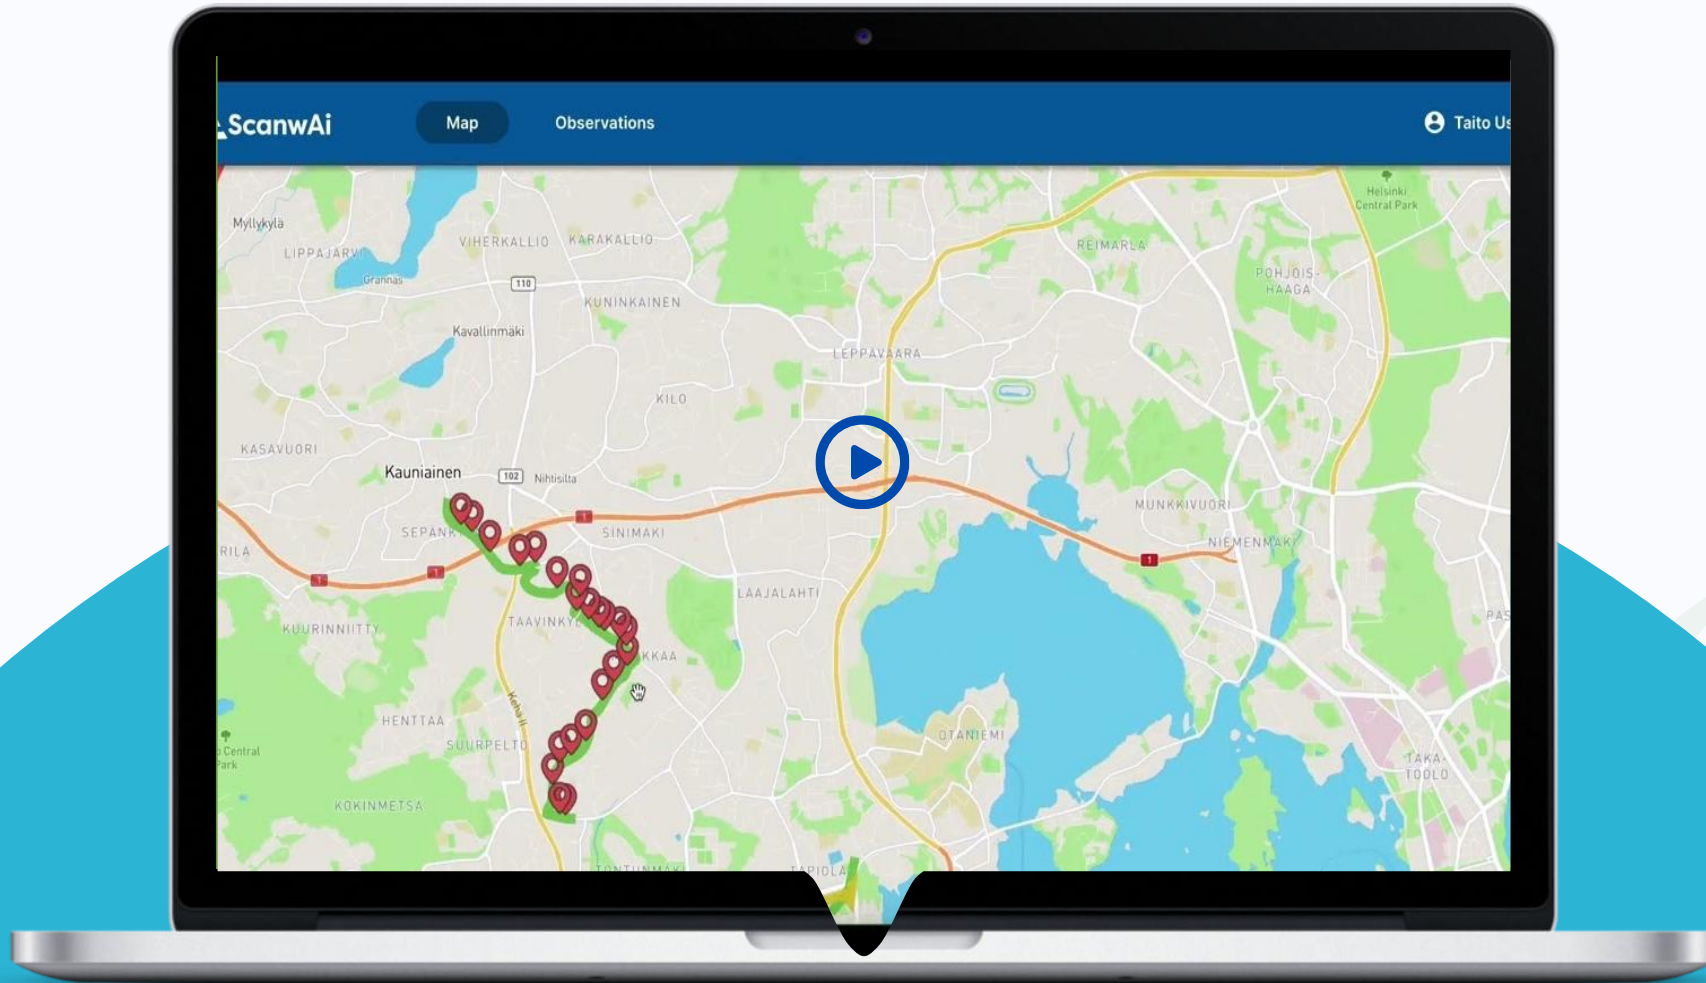 ScanwAi
Map
Observations
Taito Us
Helsinki
Central Park
Myllykylä
LIPPAJÄRVI
VIHERKALLIO
KARAKALLIO
REIMARLA
Grannas
110
POHJOIS-
HAAGA
KUNINKAINEN
Kavallinmäki
LEPPÄVAARA
KILO
KASAVUORI
Kauniainen
102
Nihtisilta
MUNKKIVUORI
1
SEPÄNK
SINIMÄKI
NIEMENMÄKI
RILA
1
1
1
LAAJALAHTI
KUURINNIITTY
TAAVINKYL
PAS
KKAA
Kehä II
HENTTAA
SUURPELTO
OTANIEMI
Central
Park
TAKA-
TÖÖLÖ
KOKINMETSÄ
TONTUNMÄKI
TAPIOLA